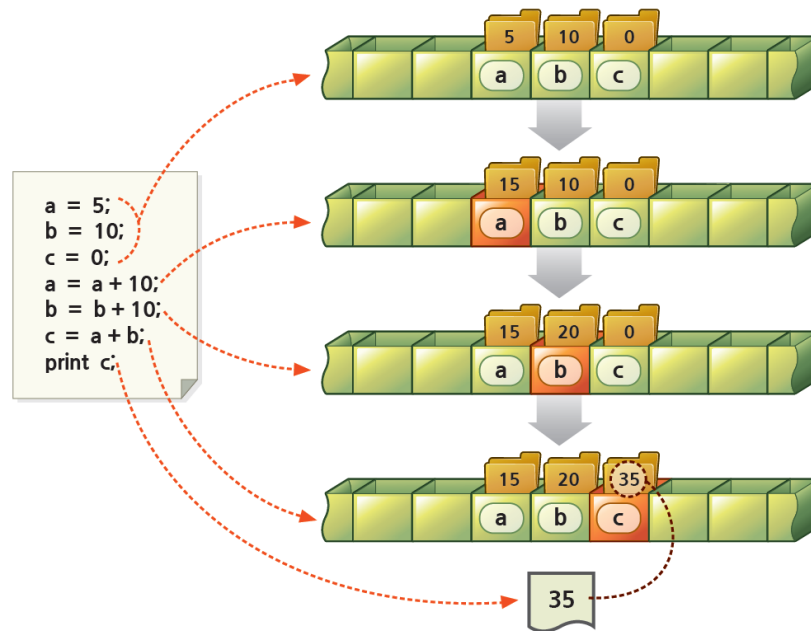 a = 5;
b = 10;
c = 0;
a = a + 10;
b = b + 10;
c = a + b;
print c;
5 10 0
a b c
15 10 0
a b c
15 20 0
a b c
15 20 35
a b c
35